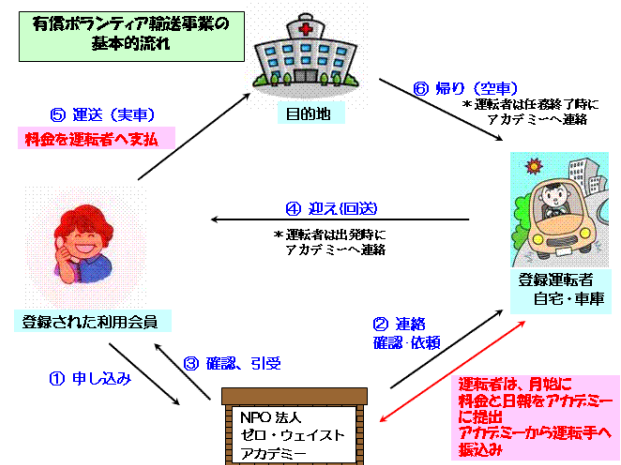 有償ボランティア輸送事業の
基本的流れ
目的地
⑥ 帰り（空車）
＊運転者は任務終了時に
アカデミーへ連絡
⑤ 運送（実車）
料金を運転者へ支払
④ 迎え(回送)
＊運転者は出発時に
アカデミーへ連絡
登録運転者
自宅・車庫
登録された利用会員
② 連絡
確認･依頼
③ 確認、引受
① 申し込み
NPO 法人
ゼロ・ウェイスト
アカデミー
運転者は、月始に
料金と日報をアカデミー
に提出
アカデミーから運転手へ
振込み